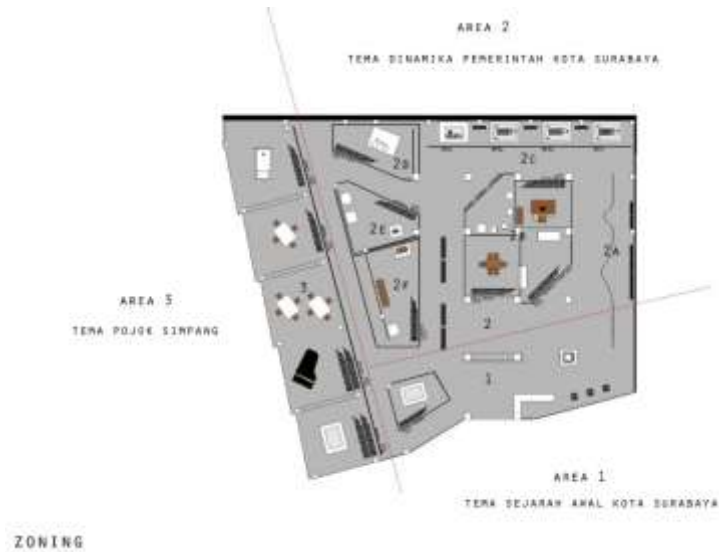 AREA 2
TEMA DINAMIKA PEMERINTAH KOTA SURABAYA
2D
2C
2E
2B
2A
2F
3
AREA 3
TEMA POJOK SIMPANG
2
1
AREA 1
TEMA SEJARAH AWAL KOTA SURABAYA
ZONING